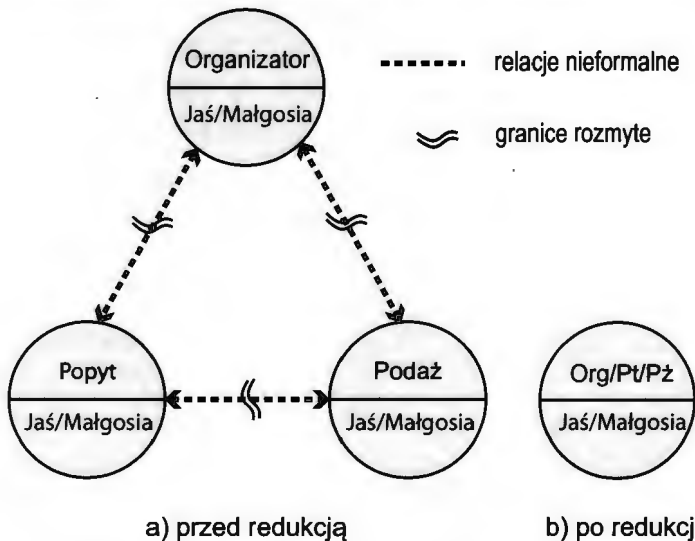 Organizator
Jaś/Małgosia
relacje nieformalne
granice rozmyte
Popyt
Jaś/Małgosia
Podaż
Jaś/Małgosia
Org/Pt/Pż
Jaś/Małgosia
a) przed redukcją
b) po redukcj